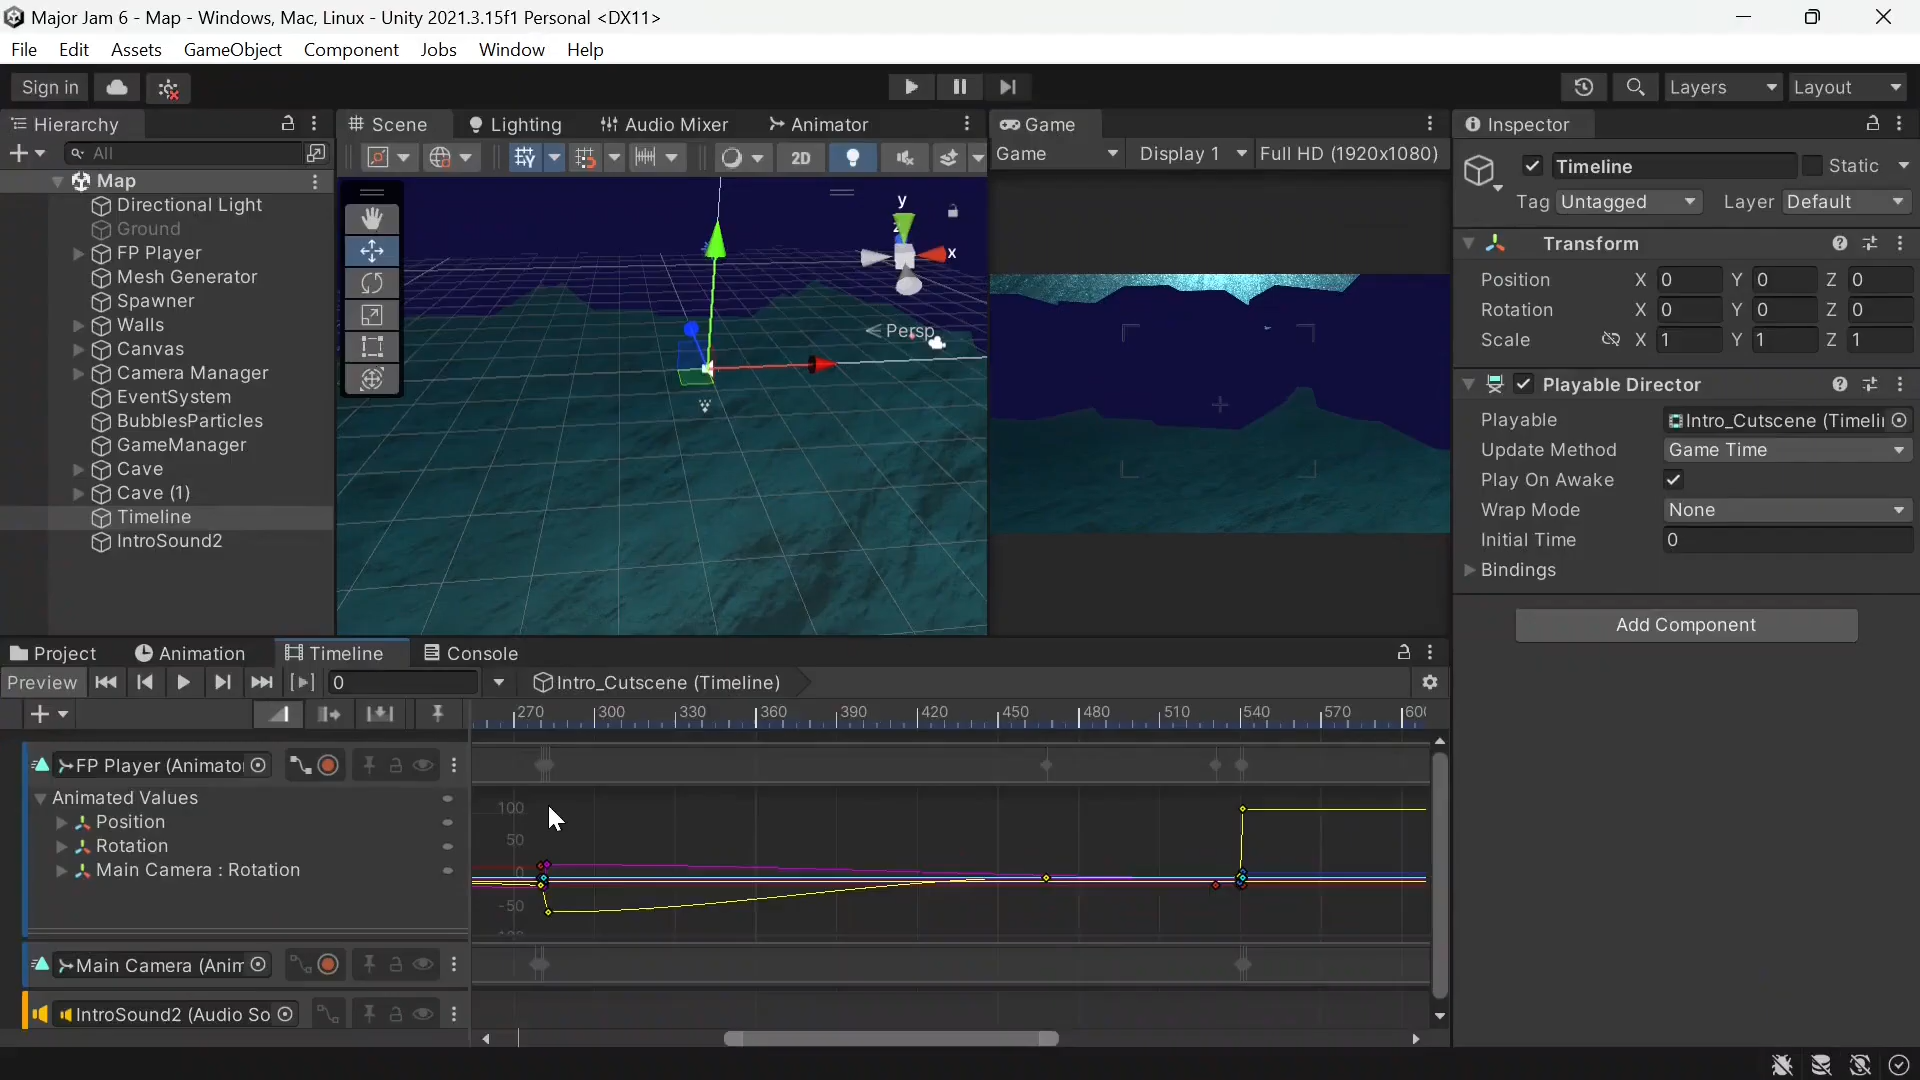 Major Jam 6 - Map - Windows, Mac, Linux - Unity 2021.3.15f1 Personal <DX11>
File Edit Assets GameObject Component Jobs Window Help
Sign in Layers Layout
Hierarchy
All
Map
Directional Light
Ground
FP Player
Mesh Generator
Spawner
Walls
Canvas
Camera Manager
EventSystem
BubblesParticles
GameManager
Cave
Cave (1)
Timeline
IntroSound2
Scene Lighting Audio Mixer Animator
2D
y
z
x
Persp
Game
Game Display 1 Full HD (1920x1080)
Inspector
Timeline Static
Tag Untagged Layer Default
Transform
Position X 0 Y 0 Z 0
Rotation X 0 Y 0 Z 0
Scale X 1 Y 1 Z 1
Playable Director
Playable Intro_Cutscene (Timeli
Update Method Game Time
Play On Awake
Wrap Mode None
Initial Time 0
Bindings
Add Component
Project Animation Timeline Console
Preview 0 Intro_Cutscene (Timeline)
270 300 330 360 390 420 450 480 510 540 570 600
FP Player (Animato
Animated Values
Position
Rotation
Main Camera : Rotation
100
50
0
-50
-100
Main Camera (Anim
IntroSound2 (Audio So